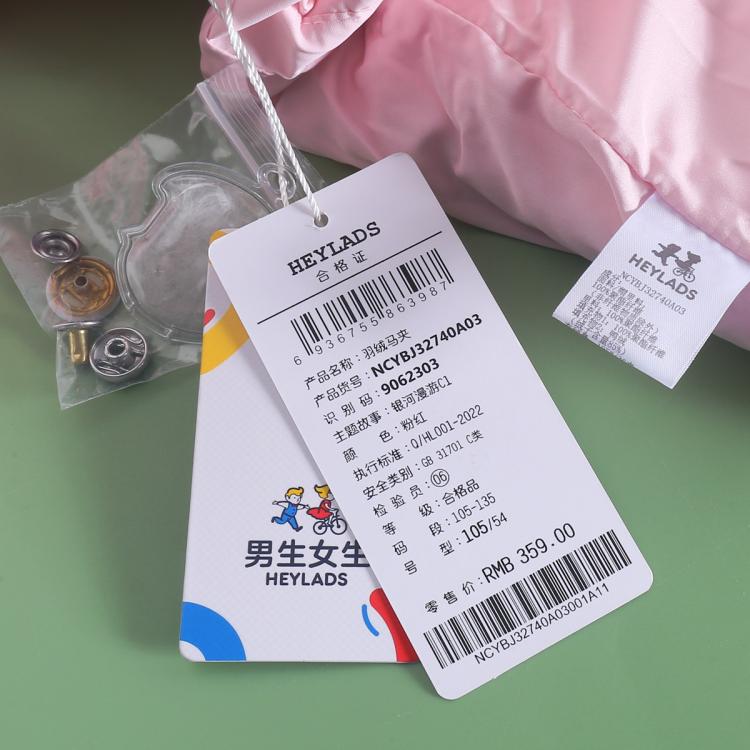 HEYLADS
合格证
6 936755 863987
产品名称：羽绒马夹
产品货号：NCYBJ32740A03
识 别 码：9062303
主题故事：银河漫游C1
颜 色：粉红
执行标准：Q/HL001-2022
安全类别：GB 31701 C类
检 验 员：06
等 级：合格品
码 段：105-135
号 型：105/54
零 售 价：RMB 359.00
NCYBJ32740A03001A11
男生女生
HEYLADS
HEYLADS
NCYBJ32740A03